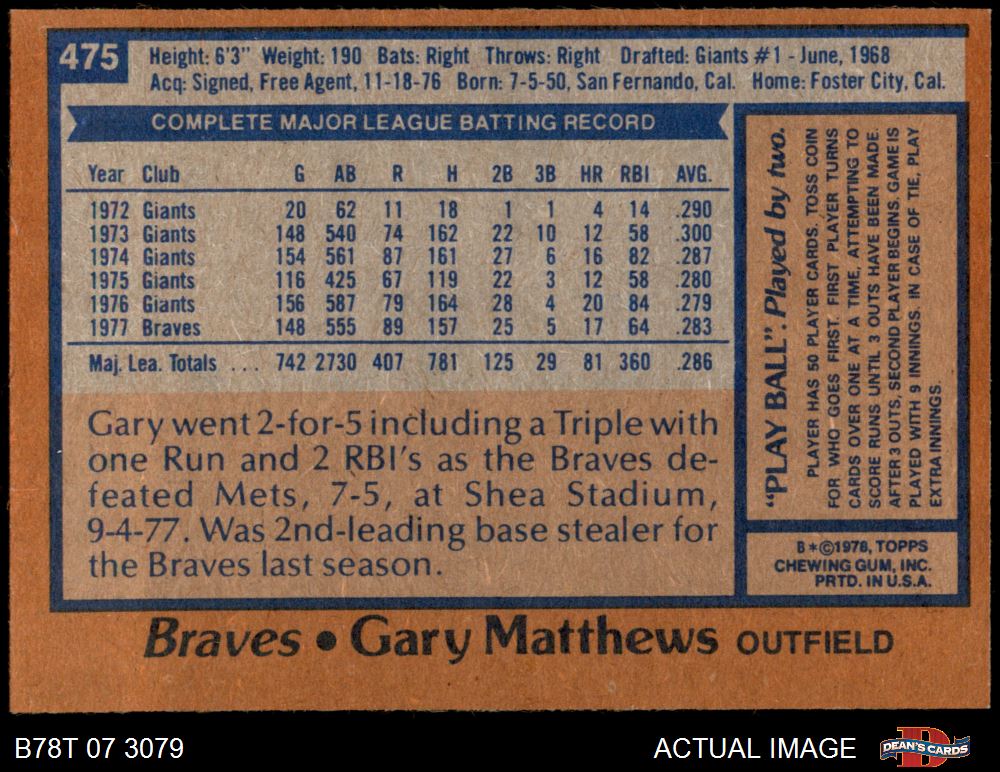 475
Height: 6'3" Weight: 190 Bats: Right Throws: Right Drafted: Giants #1 - June, 1968
Acq: Signed, Free Agent, 11-18-76 Born: 7-5-50, San Fernando, Cal. Home: Foster City, Cal.
COMPLETE MAJOR LEAGUE BATTING RECORD
Year Club G AB R H 2B 3B HR RBI AVG.
1972 Giants 20 62 11 18 1 1 4 14 .290
1973 Giants 148 540 74 162 22 10 12 58 .300
1974 Giants 154 561 87 161 27 6 16 82 .287
1975 Giants 116 425 67 119 22 3 12 58 .280
1976 Giants 156 587 79 164 28 4 20 84 .279
1977 Braves 148 555 89 157 25 5 17 64 .283
Maj. Lea. Totals ... 742 2730 407 781 125 29 81 360 .286
Gary went 2-for-5 including a Triple with
one Run and 2 RBI's as the Braves de-
feated Mets, 7-5, at Shea Stadium,
9-4-77. Was 2nd-leading base stealer for
the Braves last season.
"PLAY BALL". Played by two.
PLAYER HAS 50 PLAYER CARDS. TOSS COIN
FOR WHO GOES FIRST. FIRST PLAYER TURNS
CARDS OVER ONE AT A TIME, ATTEMPTING TO
SCORE RUNS UNTIL 3 OUTS HAVE BEEN MADE.
AFTER 3 OUTS, SECOND PLAYER BEGINS. GAME IS
PLAYED WITH 9 INNINGS. IN CASE OF TIE, PLAY
EXTRA INNINGS.
B*©1978, TOPPS
CHEWING GUM, INC.
PRTD. IN U.S.A.
Braves • Gary Matthews OUTFIELD
B78T 07 3079
ACTUAL IMAGE
D
DEAN'S CARDS